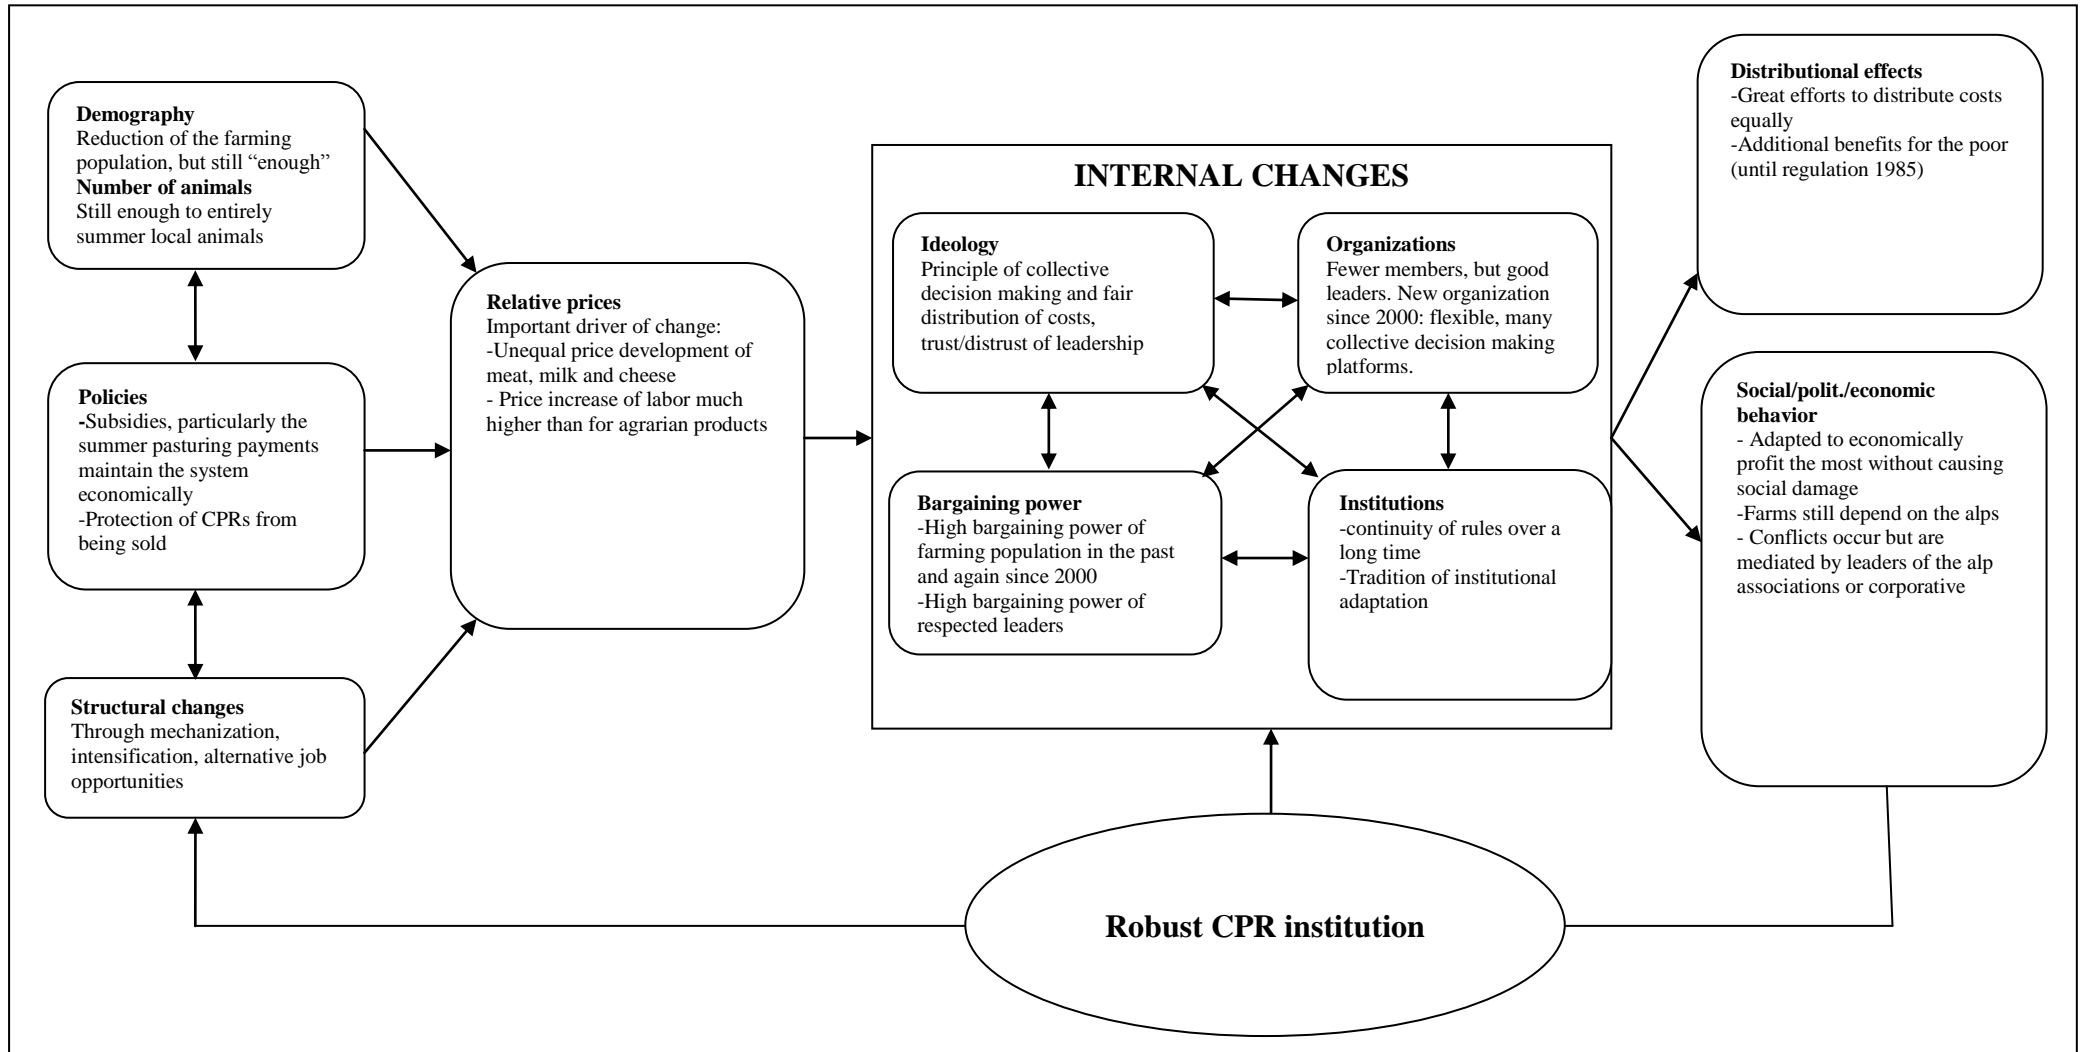 Demography
Reduction of the farming
population, but still “enough”
Number of animals
Still enough to entirely
summer local animals
Policies
-Subsidies, particularly the
summer pasturing payments
maintain the system
economically
-Protection of CPRs from
being sold
Structural changes
Through mechanization,
intensification, alternative job
opportunities
Relative prices
Important driver of change:
-Unequal price development of
meat, milk and cheese
- Price increase of labor much
higher than for agrarian products
INTERNAL CHANGES
Ideology
Principle of collective
decision making and fair
distribution of costs,
trust/distrust of leadership
Organizations
Fewer members, but good
leaders. New organization
since 2000: flexible, many
collective decision making
platforms.
Bargaining power
-High bargaining power of
farming population in the past
and again since 2000
-High bargaining power of
respected leaders
Institutions
-continuity of rules over a
long time
-Tradition of institutional
adaptation
Distributional effects
-Great efforts to distribute costs
equally
-Additional benefits for the poor
(until regulation 1985)
Social/polit./economic
behavior
- Adapted to economically
profit the most without causing
social damage
-Farms still depend on the alps
- Conflicts occur but are
mediated by leaders of the alp
associations or corporative
Robust CPR institution